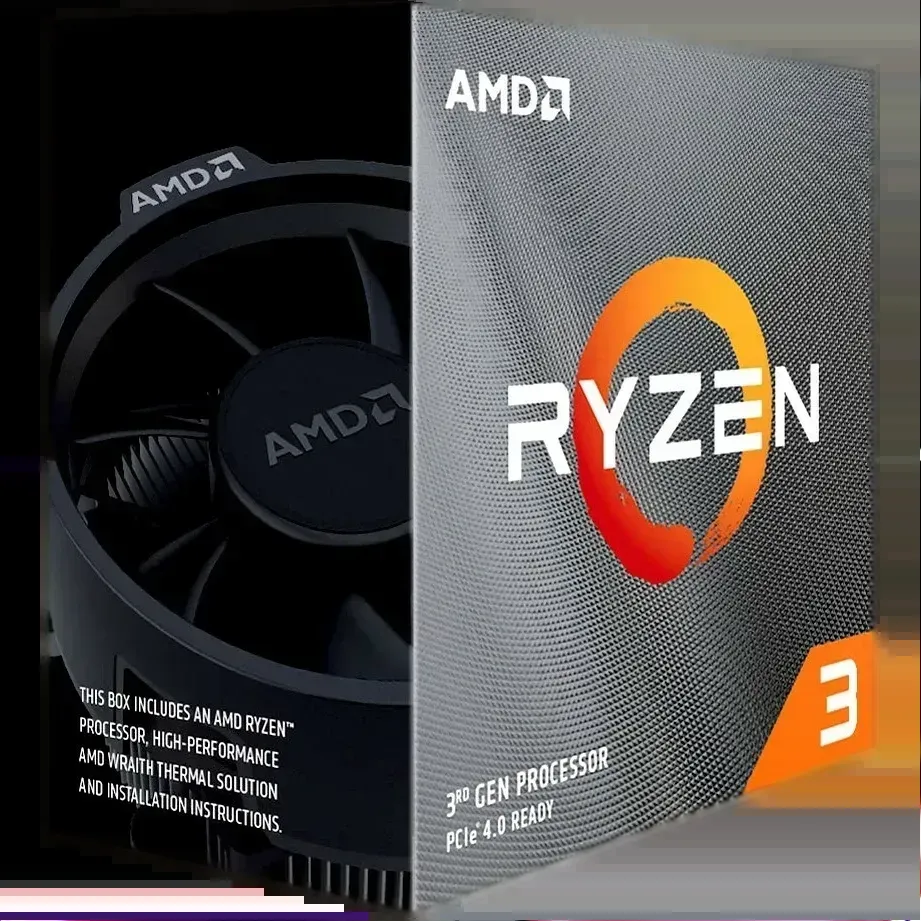 AMD
AMD
AMD
THIS BOX INCLUDES AN AMD RYZEN™
PROCESSOR, HIGH-PERFORMANCE
AMD WRAITH THERMAL SOLUTION
AND INSTALLATION INSTRUCTIONS.
RYZEN
3
3RD GEN PROCESSOR
PCIe® 4.0 READY